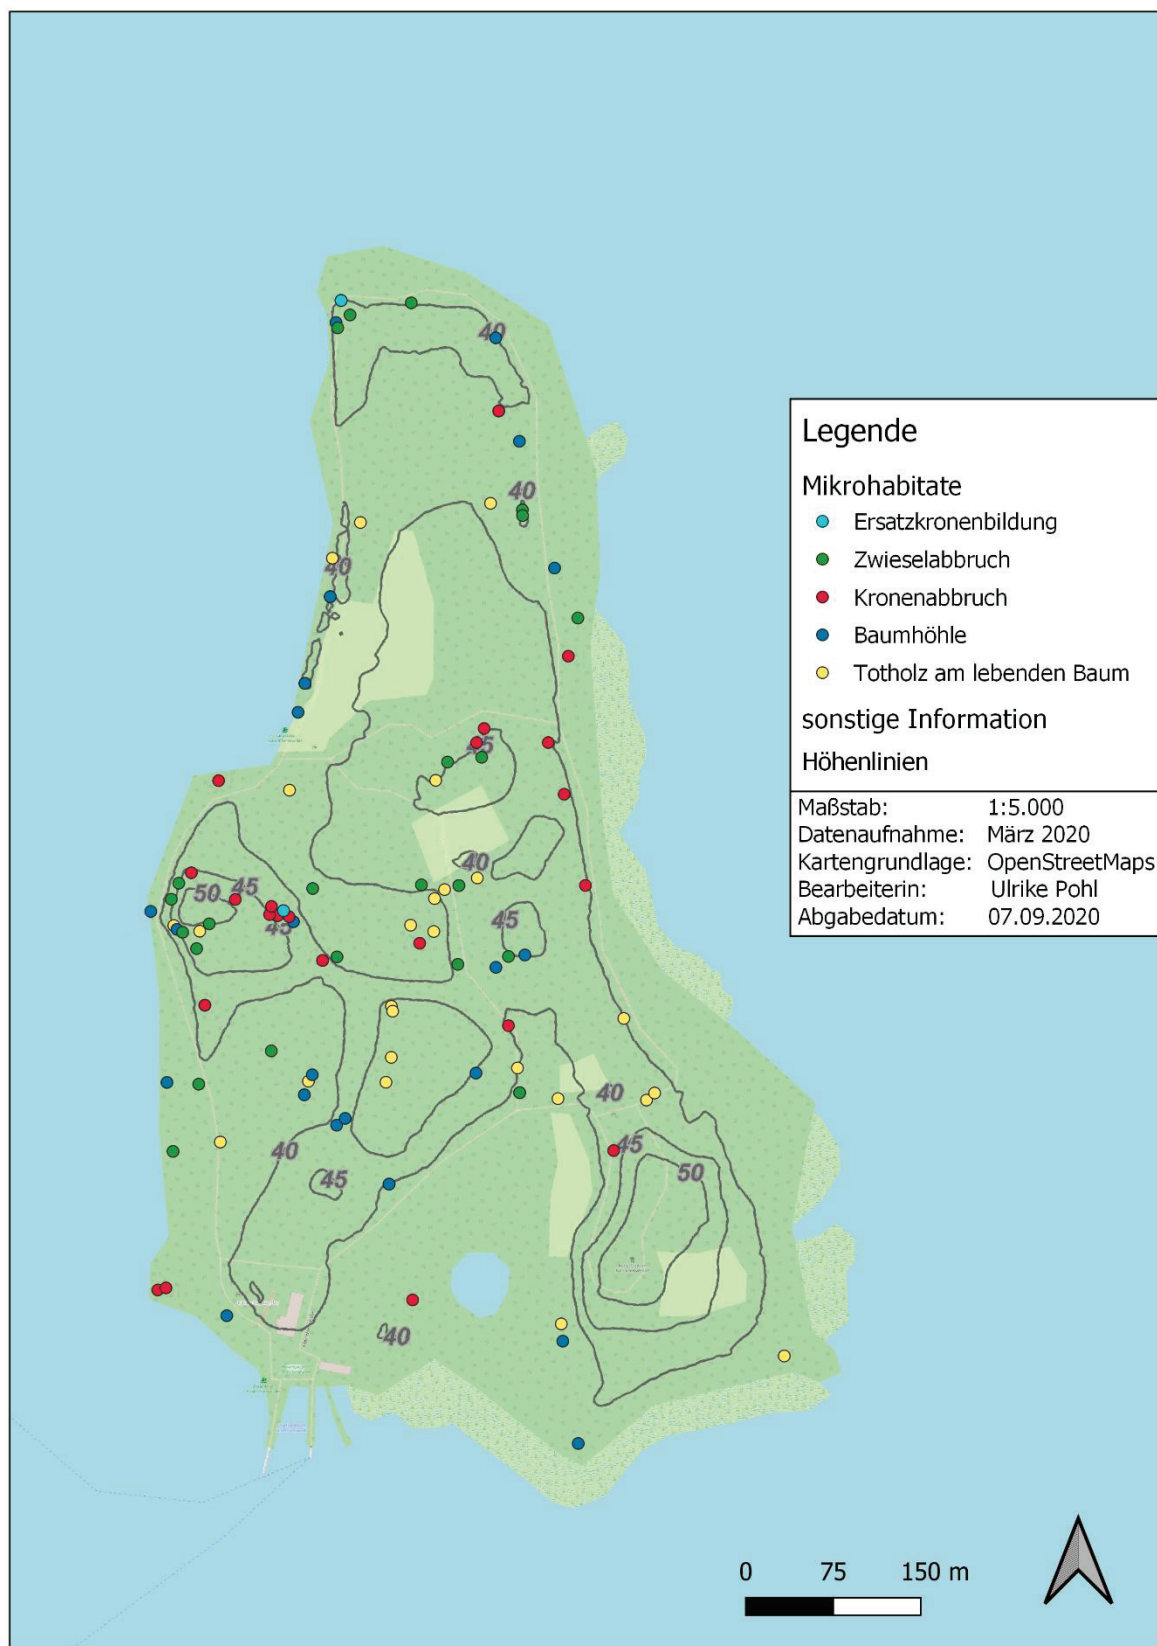 40
40
40
45
40
50
45
45
45
40
45
50
40
45
40
Legende
Mikrohabitate
Ersatzkronenbildung
Zwieselabbruch
Kronenabbruch
Baumhöhle
Totholz am lebenden Baum
sonstige Information
Höhenlinien
Maßstab: 1:5.000
Datenaufnahme: März 2020
Kartengrundlage: OpenStreetMaps
Bearbeiterin: Ulrike Pohl
Abgabedatum: 07.09.2020
0 75 150 m